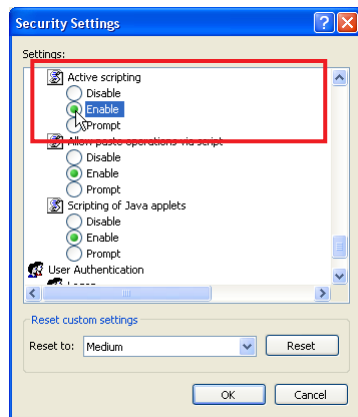 Security Settings
Settings:
Active scripting
Disable
Enable
Prompt
Allow paste operations via script
Disable
Enable
Prompt
Scripting of Java applets
Disable
Enable
Prompt
User Authentication
Logon
Reset custom settings
Reset to: Medium Reset
OK Cancel